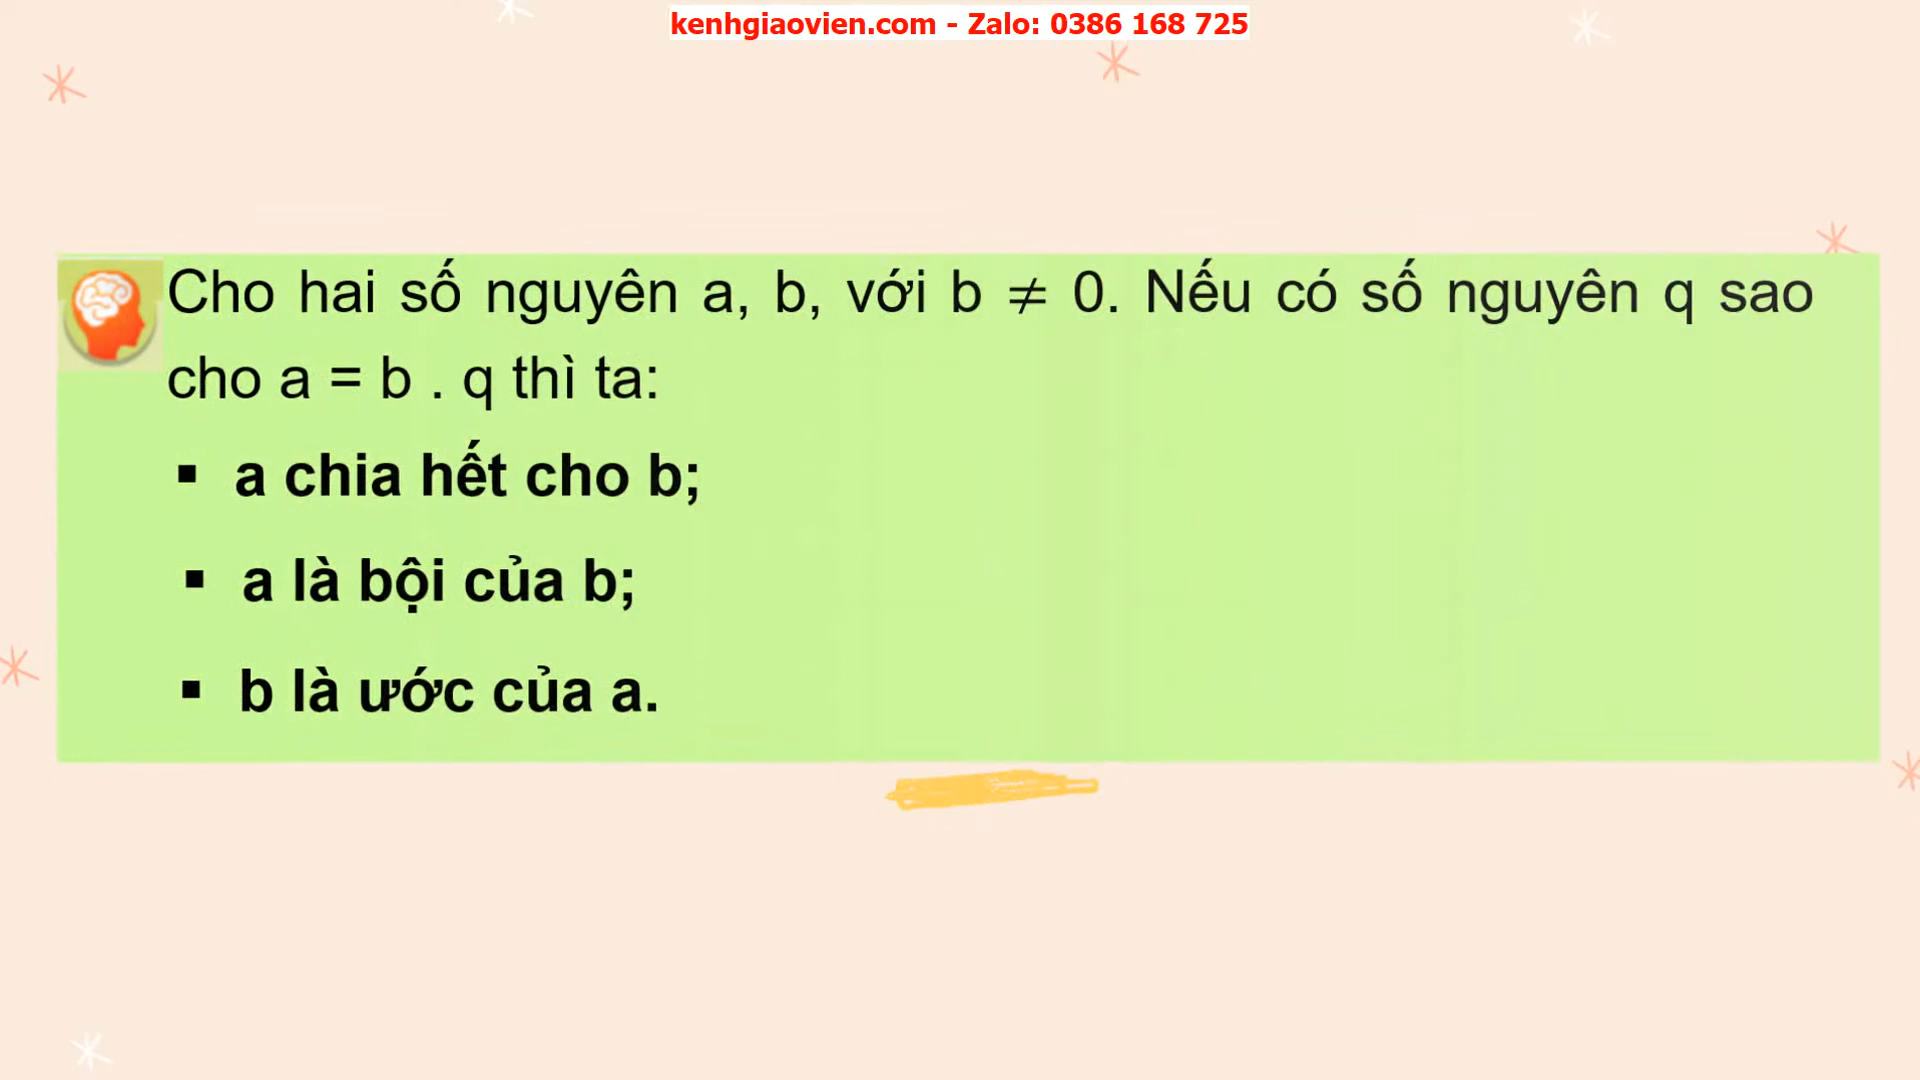 kenhgiaovien.com - Zalo: 0386 168 725
Cho hai số nguyên a, b, với b ≠ 0. Nếu có số nguyên q sao
cho a = b . q thì ta:
▪ a chia hết cho b;
▪ a là bội của b;
▪ b là ước của a.